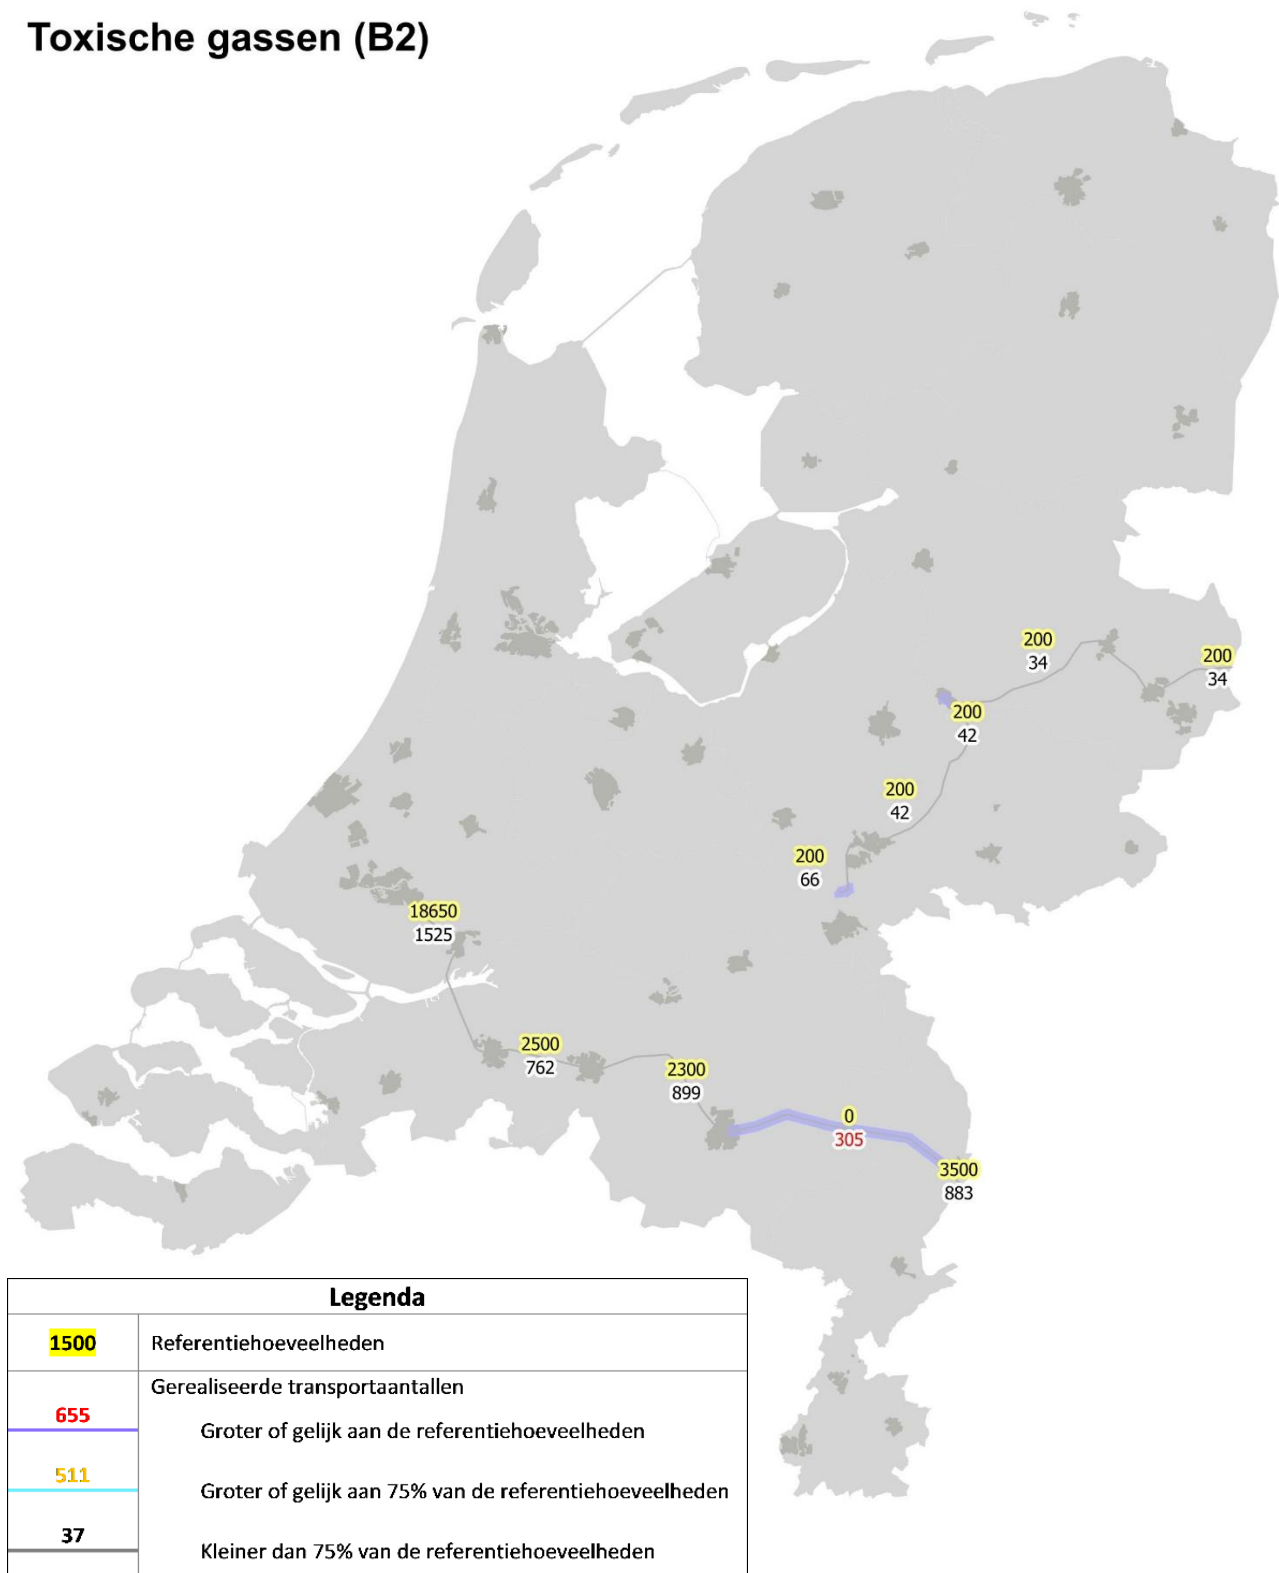 Toxische gassen (B2)
200
34
200
34
200
42
200
42
200
66
18650
1525
2500
762
2300
899
0
305
3500
883
Legenda
1500 Referentiehoeveelheden
Gerealiseerde transportaantallen
655 Groter of gelijk aan de referentiehoeveelheden
511 Groter of gelijk aan 75% van de referentiehoeveelheden
37 Kleiner dan 75% van de referentiehoeveelheden